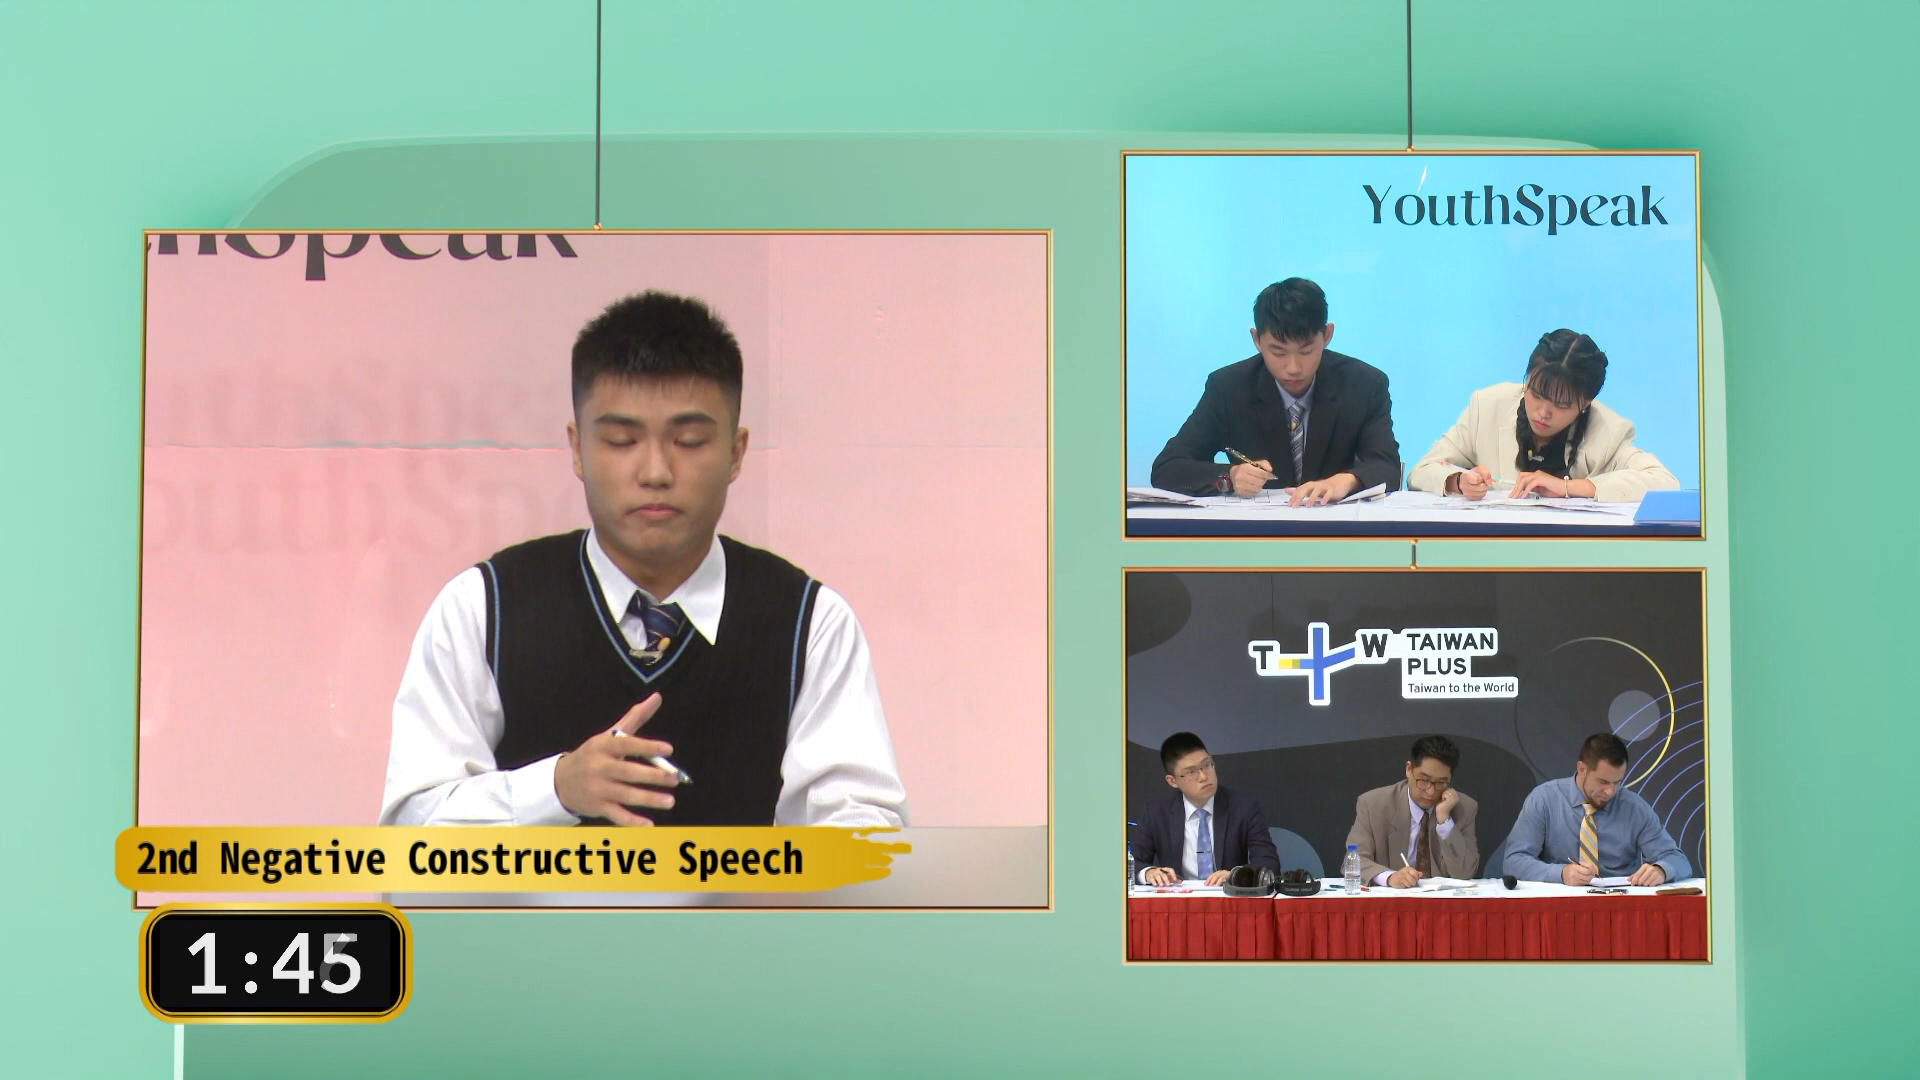 YouthSpeak
T W TAIWAN
PLUS
Taiwan to the World
2nd Negative Constructive Speech
1:45